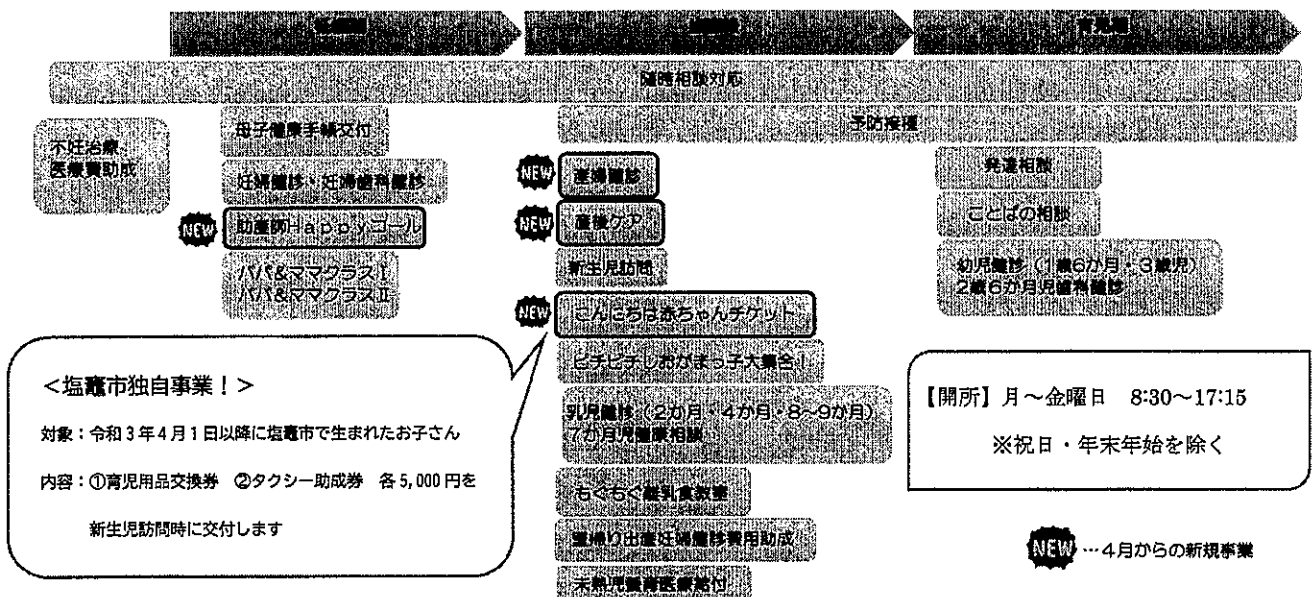 育児期
随時相談対応
予防接種
不妊治療
医療費助成
母子健康手帳交付
妊婦健診・妊婦歯科健診
NEW
助産師Happyコール
パパ&ママクラスⅠ
パパ&ママクラスⅡ
NEW
産婦健診
NEW
産後ケア
新生児訪問
NEW
こんにちは赤ちゃんチケット
ピチピチしおがまっ子大集合!
乳児健診(2か月・4か月・8~9か月)
7か月児健康相談
もぐもぐ離乳食教室
里帰り出産妊婦健診費用助成
未熟児養育医療給付
発達相談
ことばの相談
幼児健診(1歳6か月・3歳児)
2歳6か月児歯科健診
<塩竈市独自事業!>
対象:令和3年4月1日以降に塩竈市で生まれたお子さん
内容:①育児用品交換券 ②タクシー助成券 各5,000円を
新生児訪問時に交付します
【開所】月~金曜日 8:30~17:15
※祝日・年末年始を除く
NEW …4月からの新規事業